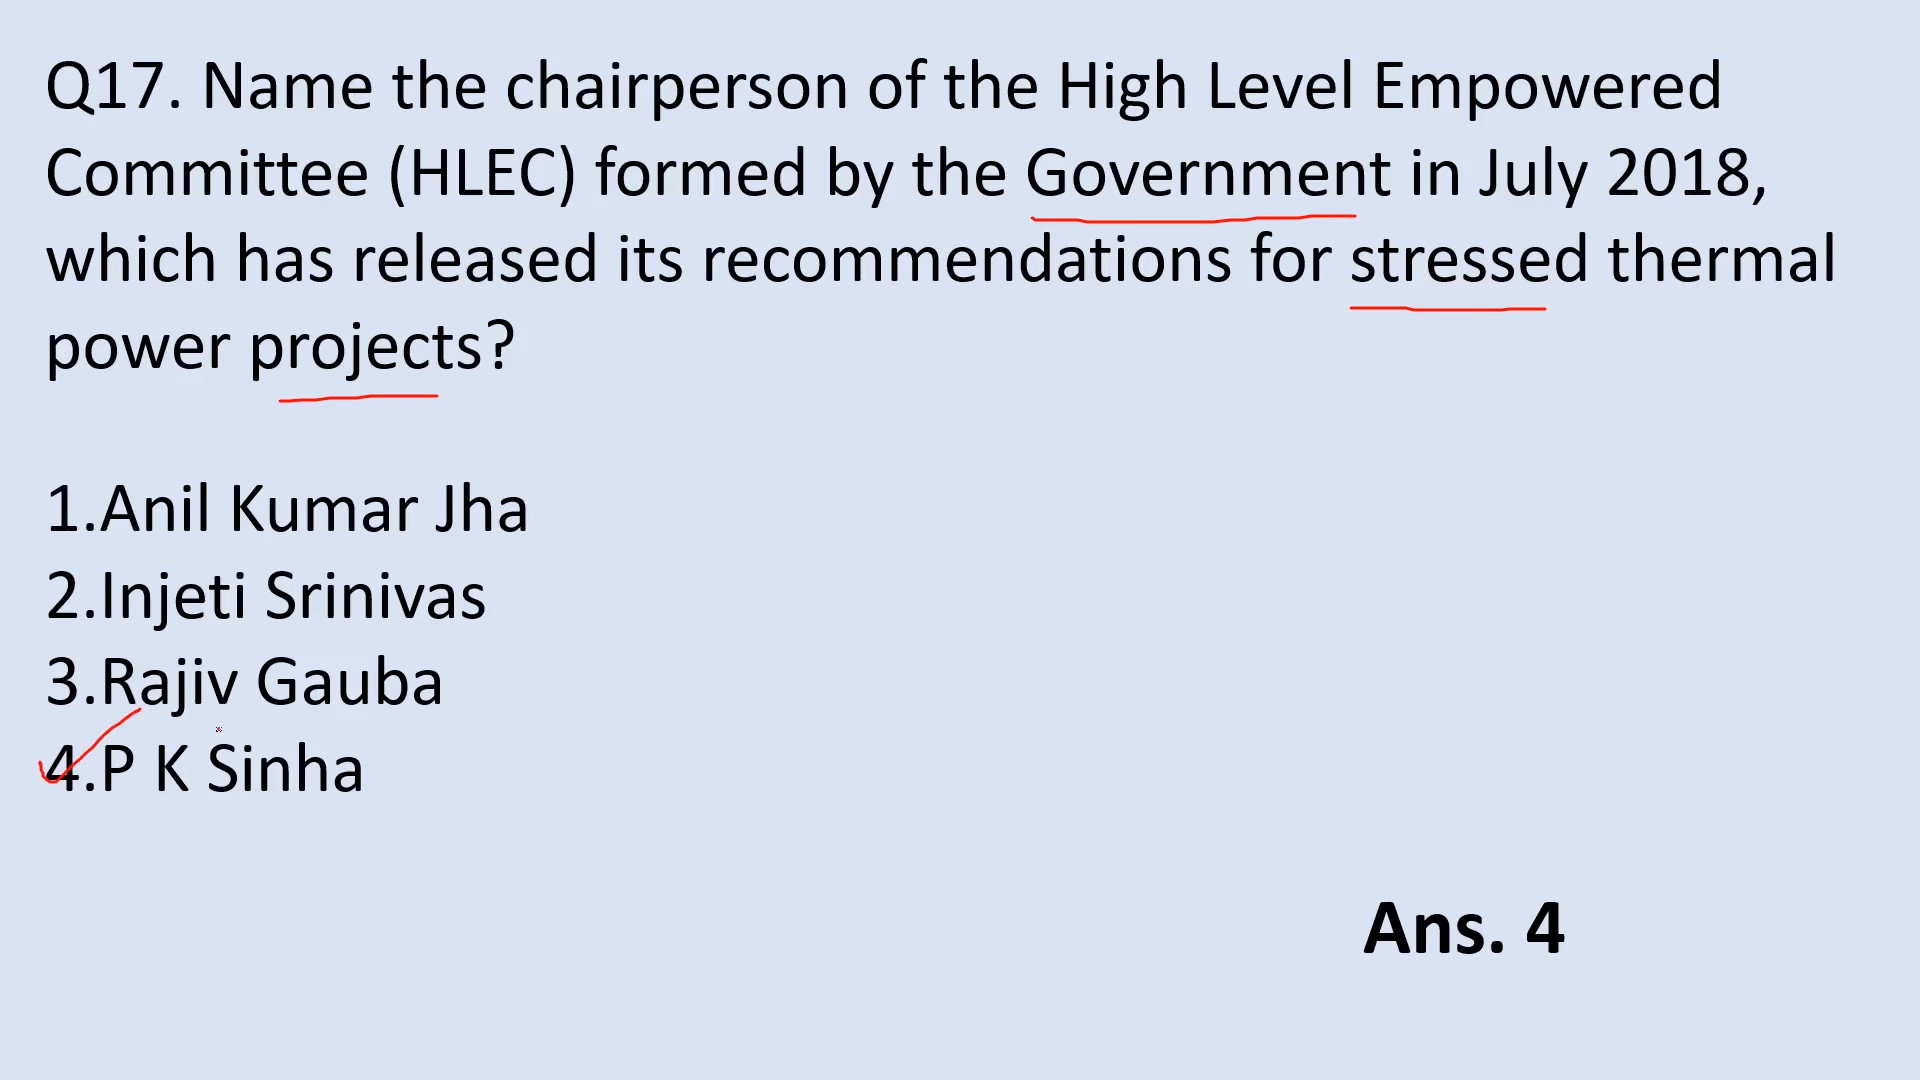 Q17. Name the chairperson of the High Level Empowered
Committee (HLEC) formed by the Government in July 2018,
which has released its recommendations for stressed thermal
power projects?
1.Anil Kumar Jha
2.Injeti Srinivas
3.Rajiv Gauba
4.P K Sinha
Ans. 4